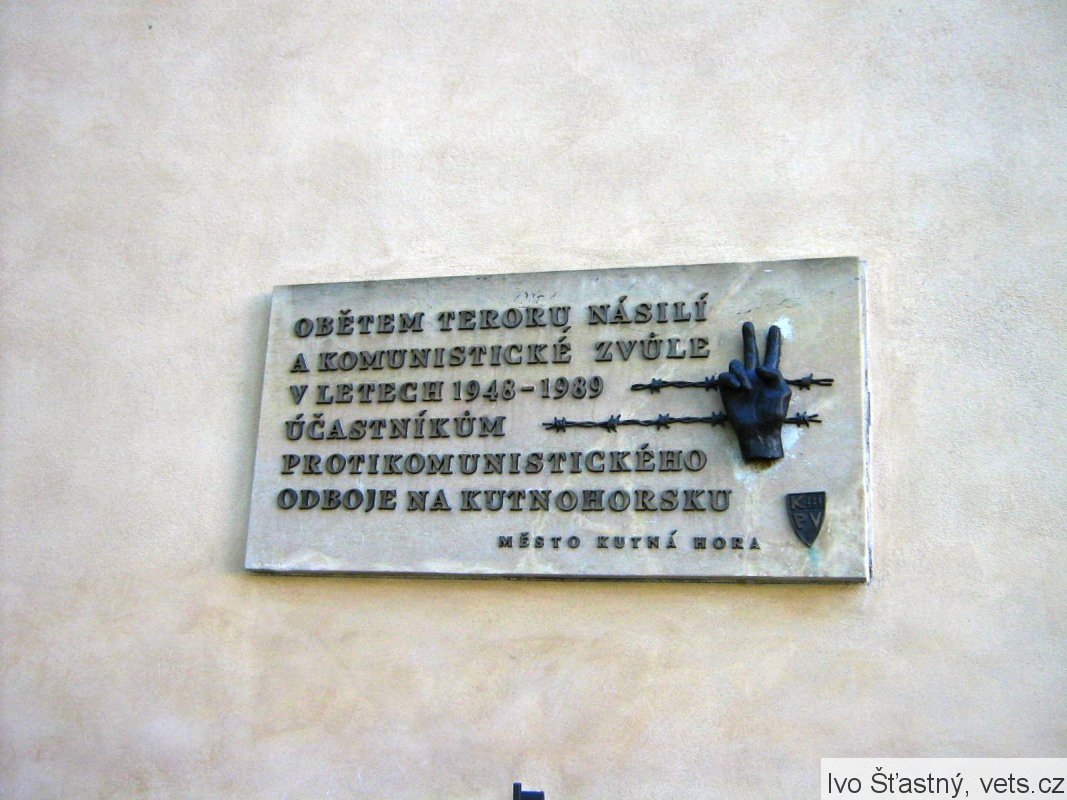 OBĚTEM TERORU NÁSILÍ
A KOMUNISTICKÉ ZVŮLE
V LETECH 1948-1989
ÚČASTNÍKŮM
PROTIKOMUNISTICKÉHO
ODBOJE NA KUTNOHORSKU
MĚSTO KUTNÁ HORA
K
PV
Ivo Šťastný, vets.cz